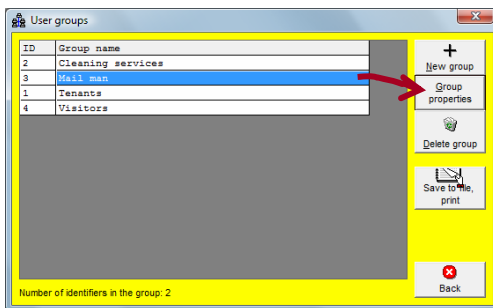 User groups
ID Group name
2 Cleaning services
3 Mail man
1 Tenants
4 Visitors
New group
Group
properties
Delete group
Save to file,
print
Back
Number of identifiers in the group: 2